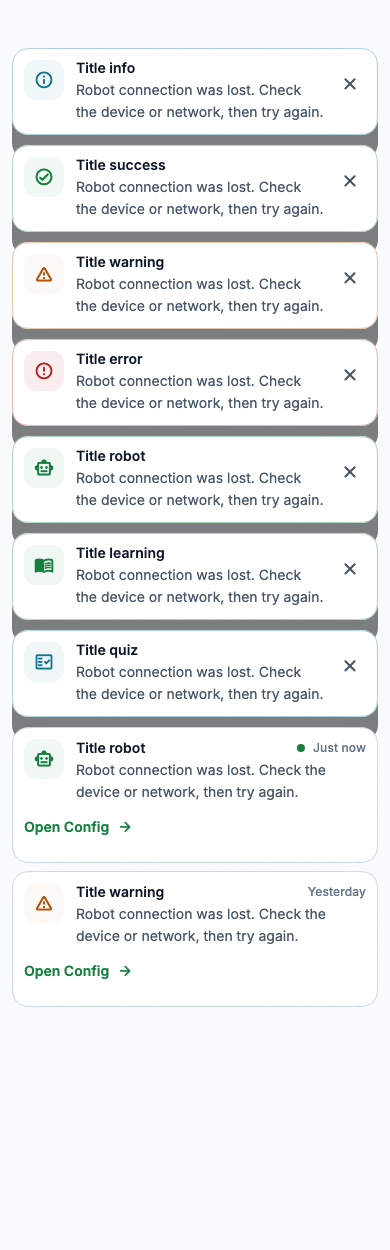 Title info
Robot connection was lost. Check
the device or network, then try again.
Title success
Robot connection was lost. Check
the device or network, then try again.
Title warning
Robot connection was lost. Check
the device or network, then try again.
Title error
Robot connection was lost. Check
the device or network, then try again.
Title robot
Robot connection was lost. Check
the device or network, then try again.
Title learning
Robot connection was lost. Check
the device or network, then try again.
Title quiz
Robot connection was lost. Check
the device or network, then try again.
Title robot Just now
Robot connection was lost. Check the
device or network, then try again.
Open Config
Title warning Yesterday
Robot connection was lost. Check the
device or network, then try again.
Open Config